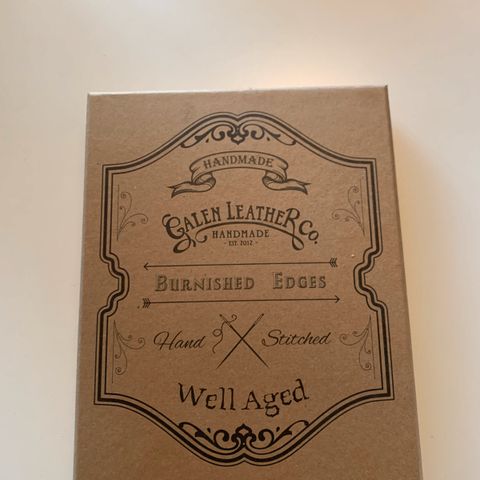 HANDMADE
GALEN LEATHER CO.
HANDMADE
- EST. 2012 -
BURNISHED EDGES
Hand Stitched
Well Aged